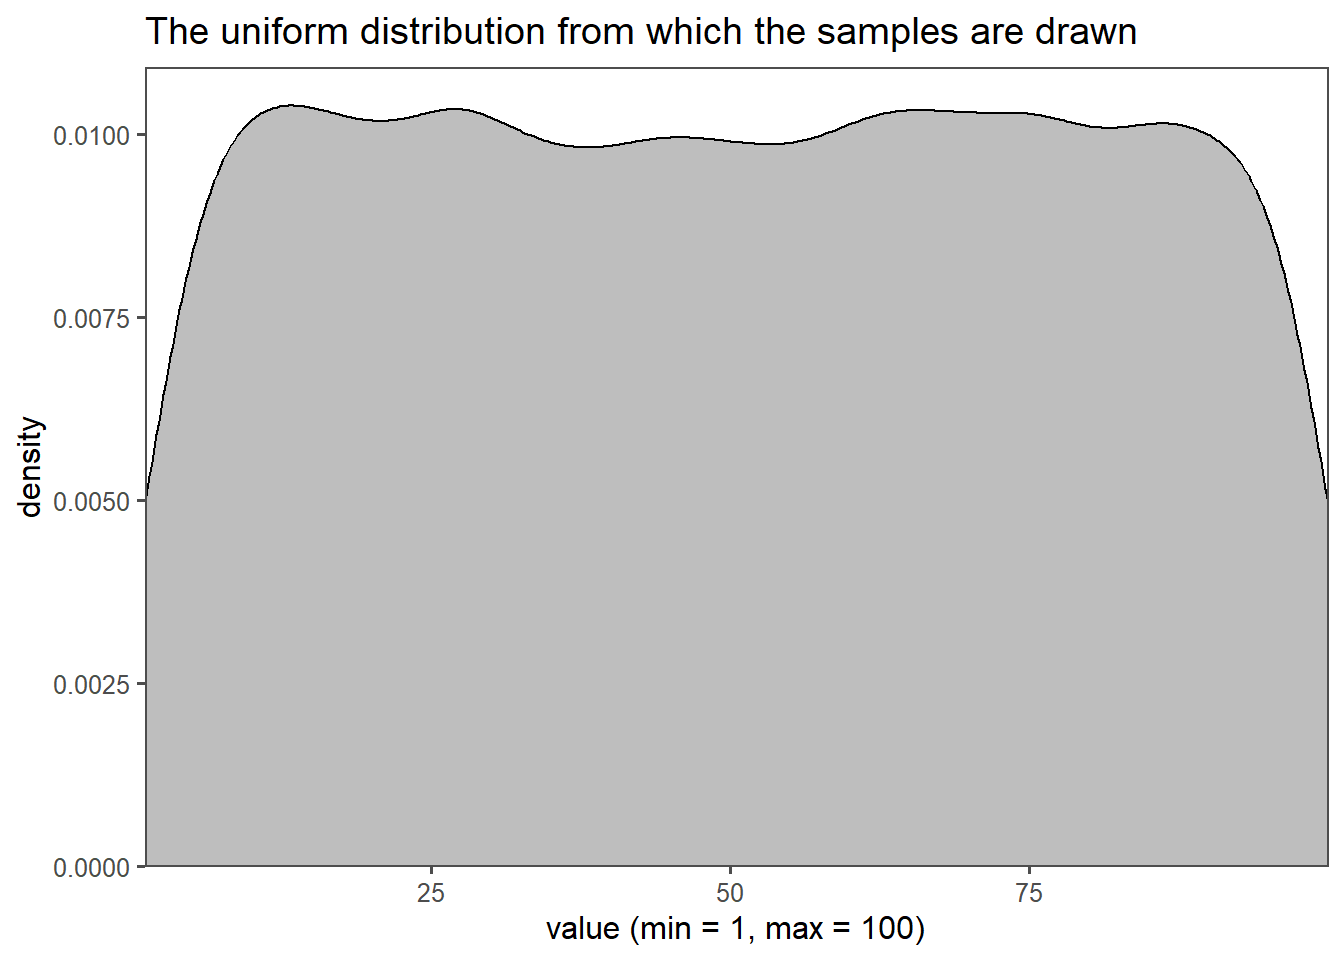 The uniform distribution from which the samples are drawn
density
0.0100
0.0075
0.0050
0.0025
0.0000
25 50 75
value (min = 1, max = 100)